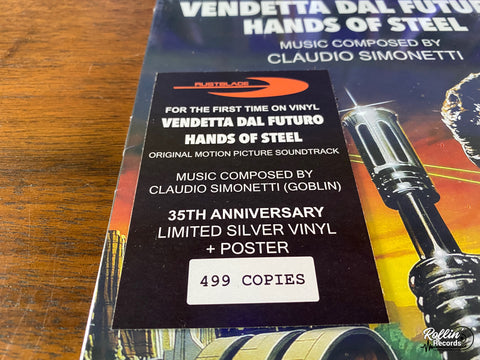 VENDETTA DAL FUTURO
HANDS OF STEEL
MUSIC COMPOSED BY
CLAUDIO SIMONETTI
RUSTBLADE
FOR THE FIRST TIME ON VINYL
VENDETTA DAL FUTURO
HANDS OF STEEL
ORIGINAL MOTION PICTURE SOUNDTRACK
MUSIC COMPOSED BY
CLAUDIO SIMONETTI (GOBLIN)
35TH ANNIVERSARY
LIMITED SILVER VINYL
+ POSTER
499 COPIES
Rollin
Records